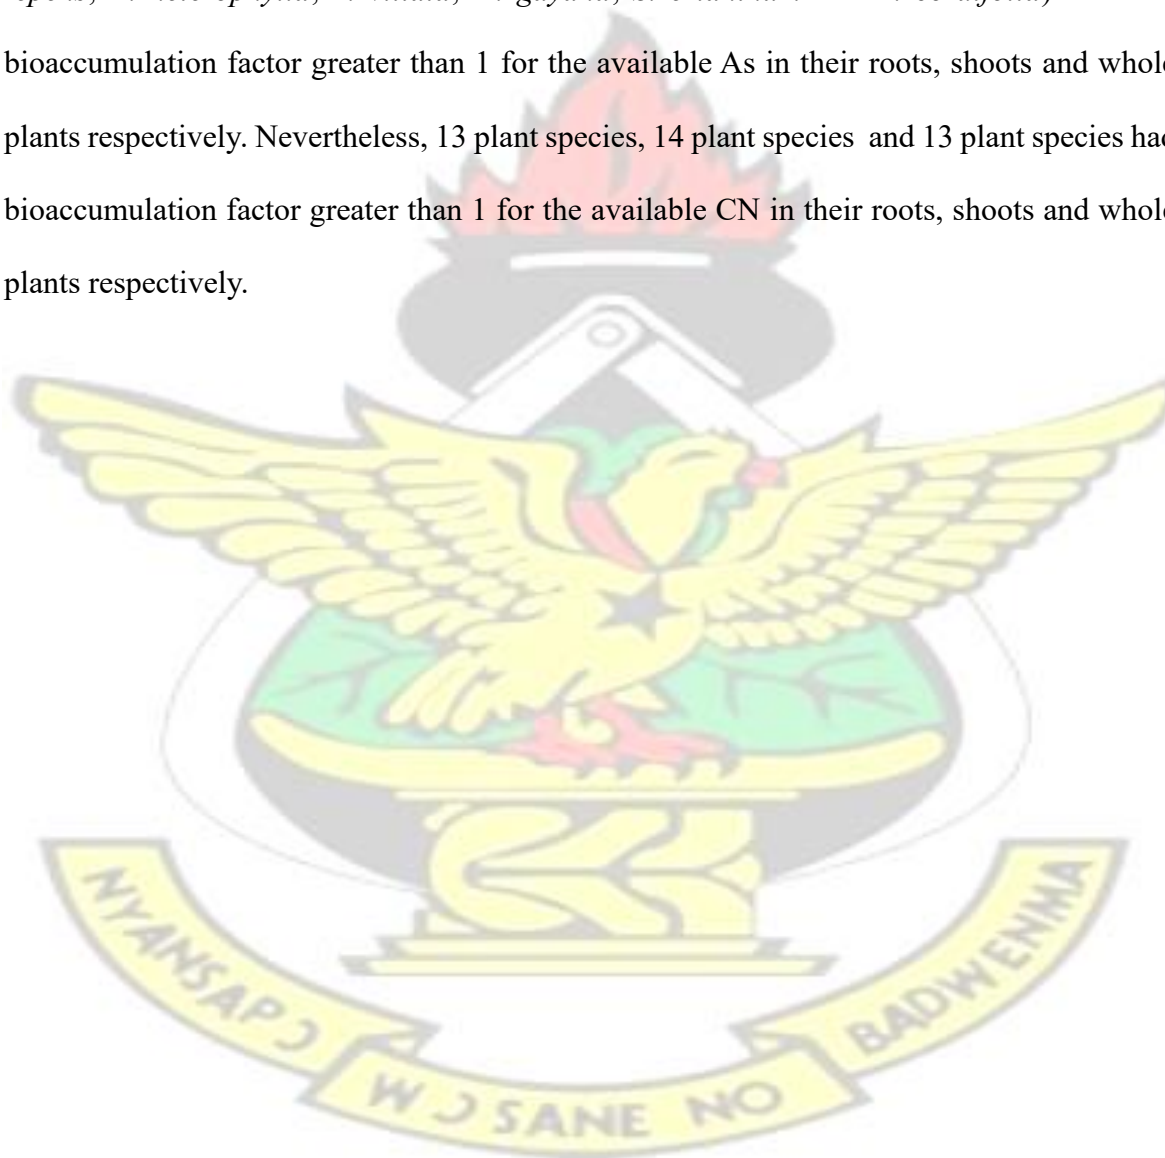 bioaccumulation factor greater than 1 for the available As in their roots, shoots and whole
plants respectively. Nevertheless, 13 plant species, 14 plant species and 13 plant species had
bioaccumulation factor greater than 1 for the available CN in their roots, shoots and whole
plants respectively.
NYANSAPƆ
WƆSANE NO
BADWENMA